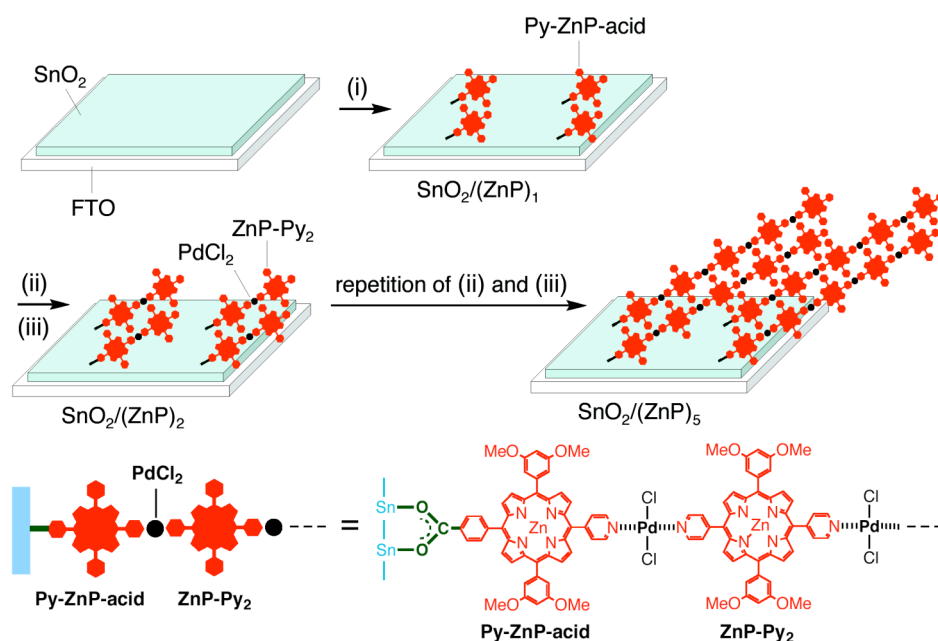 Py-ZnP-acid
SnO2
(i)
FTO
SnO2/(ZnP)1
ZnP-Py2
PdCl2
(ii)
(iii)
repetition of (ii) and (iii)
SnO2/(ZnP)2
SnO2/(ZnP)5
PdCl2
Py-ZnP-acid
ZnP-Py2
=
MeO OMe MeO OMe
Cl Cl
Sn O
C N N Zn N N N Pd N N N Zn N N N Pd
Sn O
Cl Cl
MeO OMe MeO OMe
Py-ZnP-acid ZnP-Py2